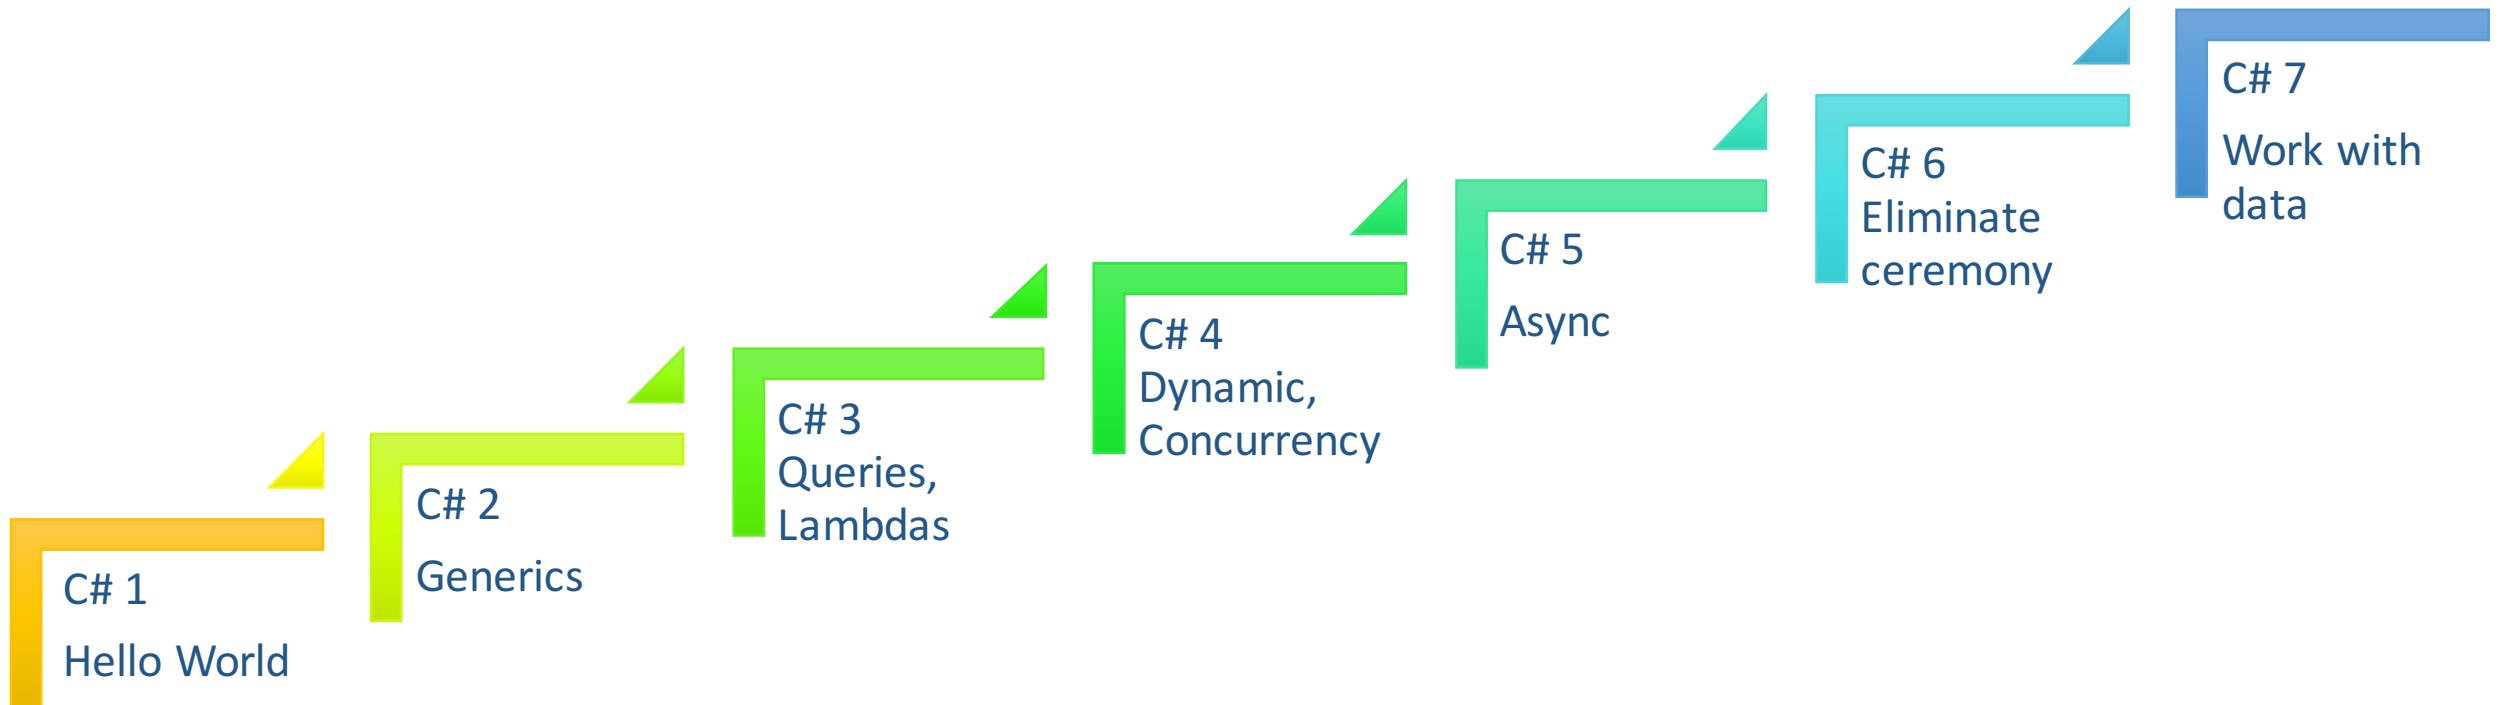 C# 1
Hello World
C# 2
Generics
C# 3
Queries,
Lambdas
C# 4
Dynamic,
Concurrency
C# 5
Async
C# 6
Eliminate
ceremony
C# 7
Work with
data